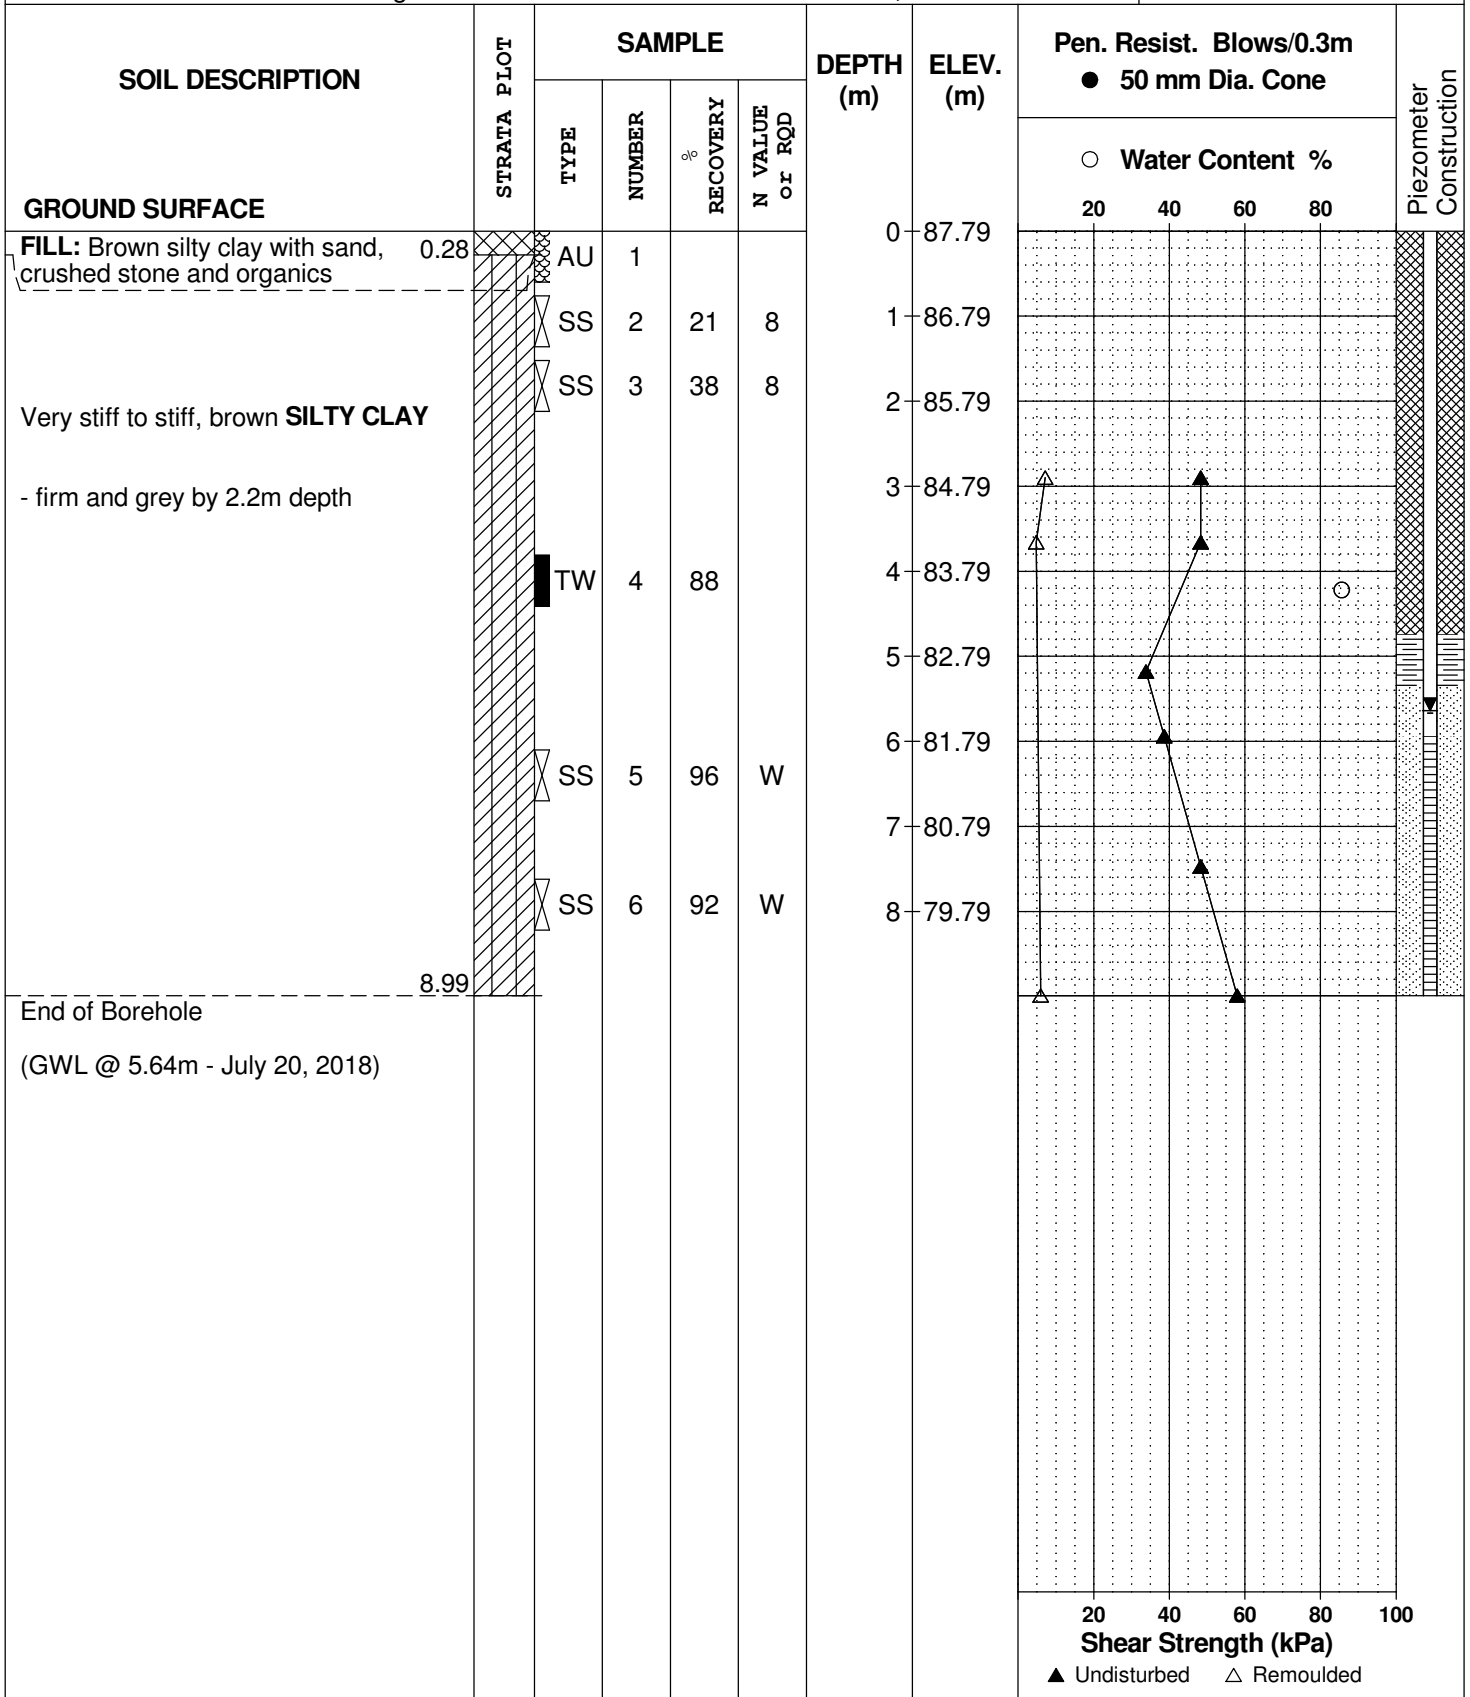 SOIL DESCRIPTION
GROUND SURFACE
STRATA PLOT
SAMPLE
TYPE
NUMBER
% RECOVERY
N VALUE or RQD
DEPTH (m)
ELEV. (m)
Pen. Resist. Blows/0.3m
● 50 mm Dia. Cone
○ Water Content %
20 40 60 80
Piezometer Construction
0 87.79
FILL: Brown silty clay with sand, 0.28
crushed stone and organics
AU 1
SS 2 21 8
1 86.79
SS 3 38 8
2 85.79
Very stiff to stiff, brown SILTY CLAY
- firm and grey by 2.2m depth
3 84.79
TW 4 88
4 83.79
5 82.79
6 81.79
SS 5 96 W
7 80.79
SS 6 92 W
8 79.79
8.99
End of Borehole
(GWL @ 5.64m - July 20, 2018)
20 40 60 80 100
Shear Strength (kPa)
▲ Undisturbed △ Remoulded